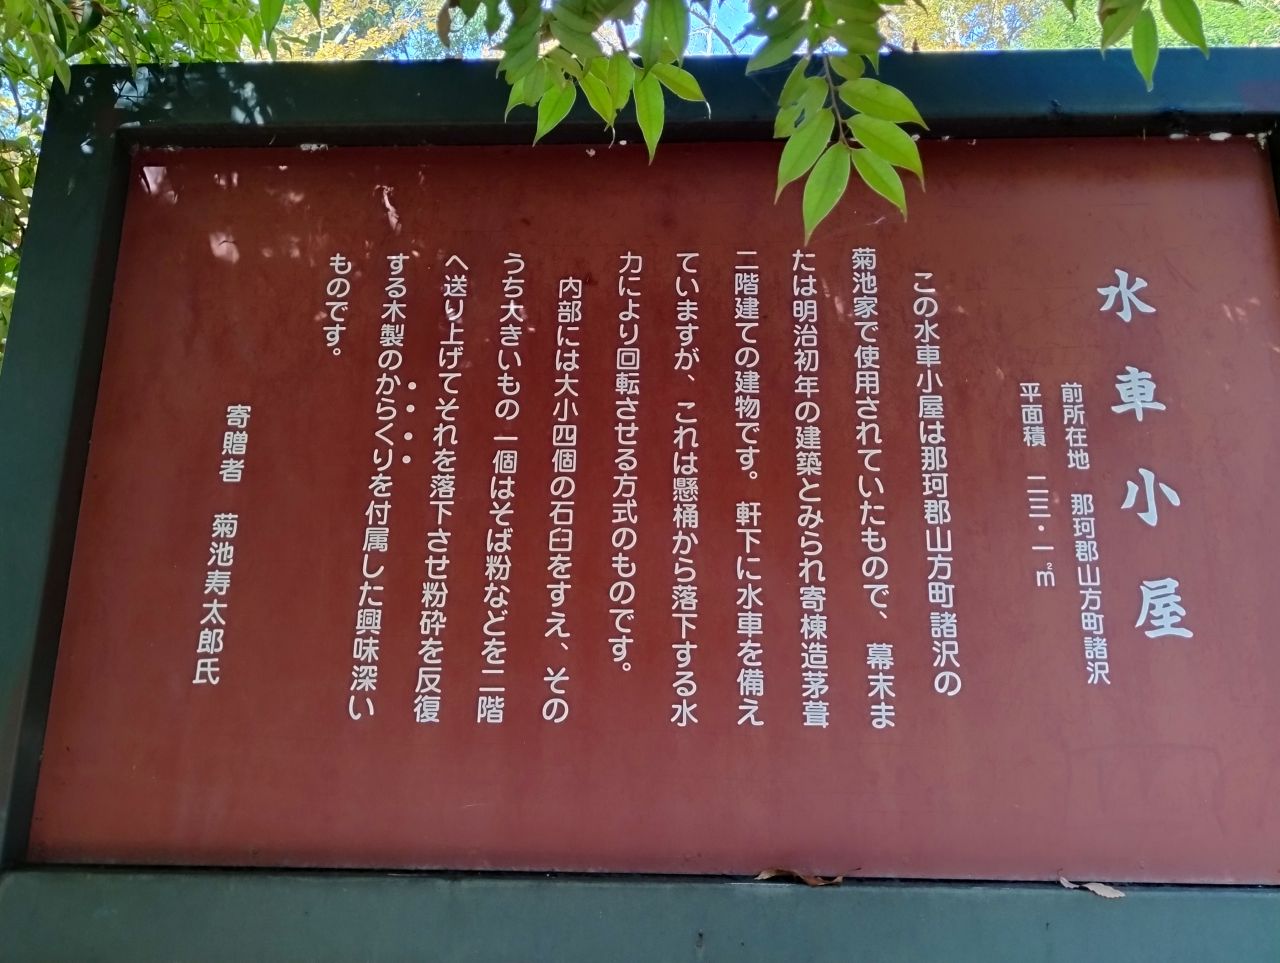 水車小屋
前所在地　那珂郡山方町諸沢
平面積　二三・一㎡
この水車小屋は那珂郡山方町諸沢の
菊池家で使用されていたもので、幕末ま
たは明治初年の建築とみられ寄棟造茅葺
二階建ての建物です。軒下に水車を備え
ていますが、これは懸桶から落下する水
力により回転させる方式のものです。
内部には大小四個の石臼をすえ、その
うち大きいもの一個はそば粉などを二階
へ送り上げてそれを落下させ粉砕を反復
する木製のからくりを付属した興味深い
ものです。
寄贈者　菊池寿太郎氏